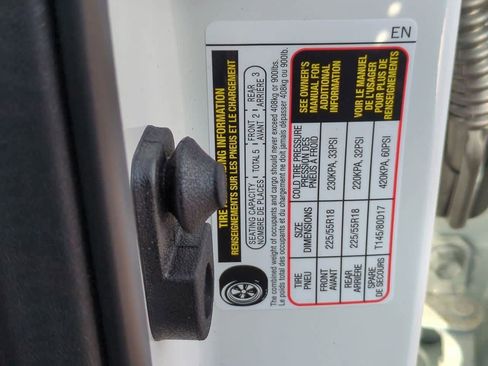 EN
TIRE AND LOADING INFORMATION
RENSEIGNEMENTS SUR LES PNEUS ET LE CHARGEMENT
SEATING CAPACITY TOTAL 5 FRONT 2 REAR 3
NOMBRE DE PLACES AVANT ARRIÈRE
The combined weight of occupants and cargo should never exceed 408kg or 900lbs.
Le poids total des occupants et du chargement ne doit jamais dépasser 408kg ou 900lb.
TIRE SIZE COLD TIRE PRESSURE
PNEU DIMENSIONS PRESSION DES PNEUS À FROID
FRONT 225/55R18 230KPA, 33PSI
AVANT
REAR 225/55R18 220KPA, 32PSI
ARRIÈRE
SPARE T145/80D17 420KPA, 60PSI
DE SECOURS
SEE OWNER'S
MANUAL FOR
ADDITIONAL
INFORMATION
VOIR LE MANUEL
DE L'USAGER
POUR PLUS DE
RENSEIGNEMENTS